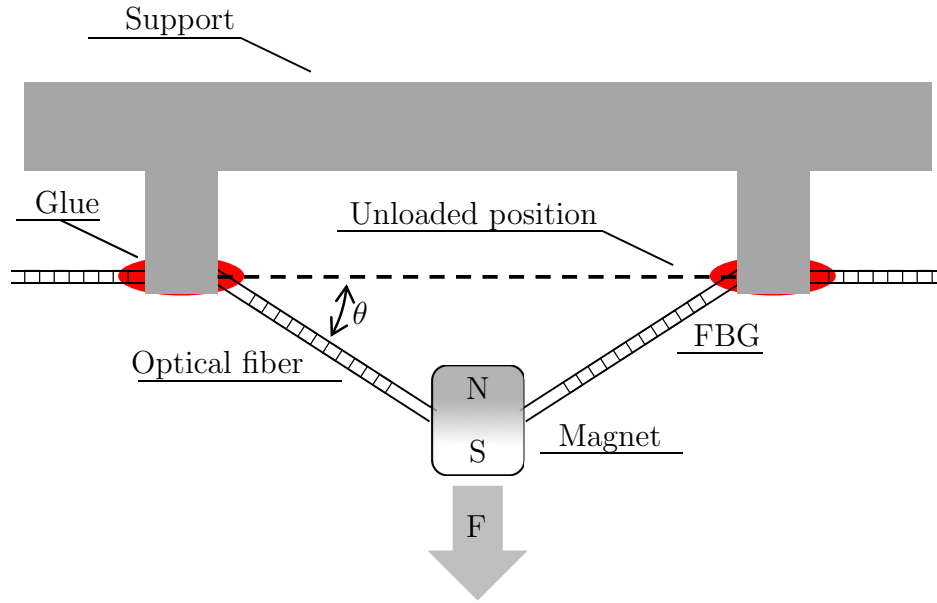 Support
Glue
Unloaded position
θ
FBG
Optical fiber
N
Magnet
S
F